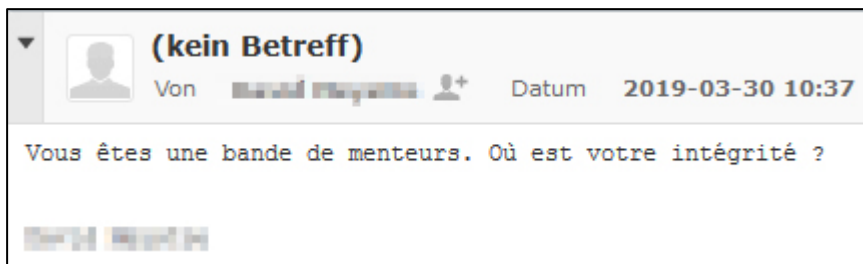 (kein Betreff)
Von Datum 2019-03-30 10:37
Vous êtes une bande de menteurs. Où est votre intégrité ?